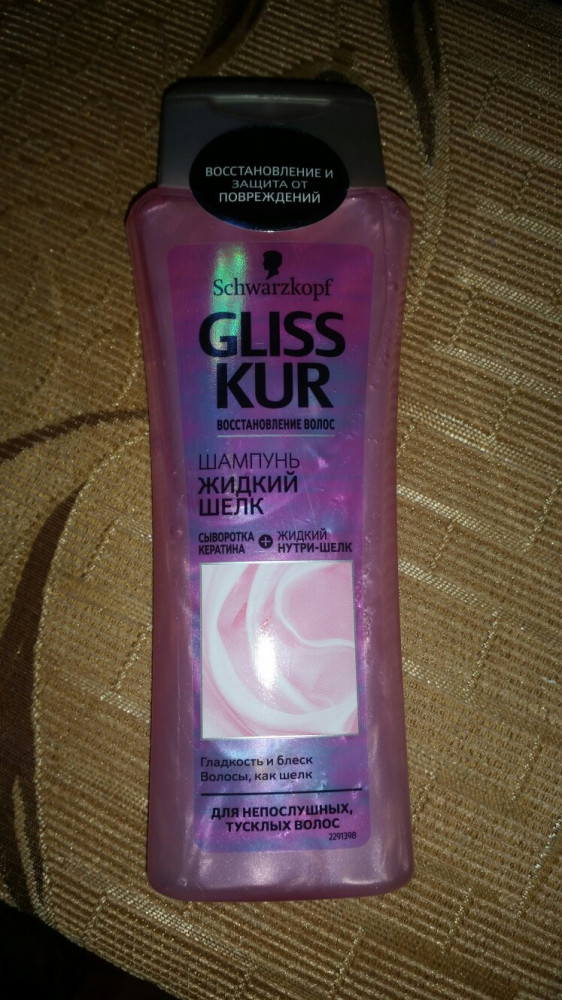 ВОССТАНОВЛЕНИЕ И
ЗАЩИТА ОТ
ПОВРЕЖДЕНИЙ
Schwarzkopf
GLISS
KUR
ВОССТАНОВЛЕНИЕ ВОЛОС
ШАМПУНЬ
ЖИДКИЙ
ШЕЛК
СЫВОРОТКА
КЕРАТИНА
+
ЖИДКИЙ
НУТРИ-ШЕЛК
Гладкость и блеск
Волосы, как шелк
ДЛЯ НЕПОСЛУШНЫХ,
ТУСКЛЫХ ВОЛОС
2291398